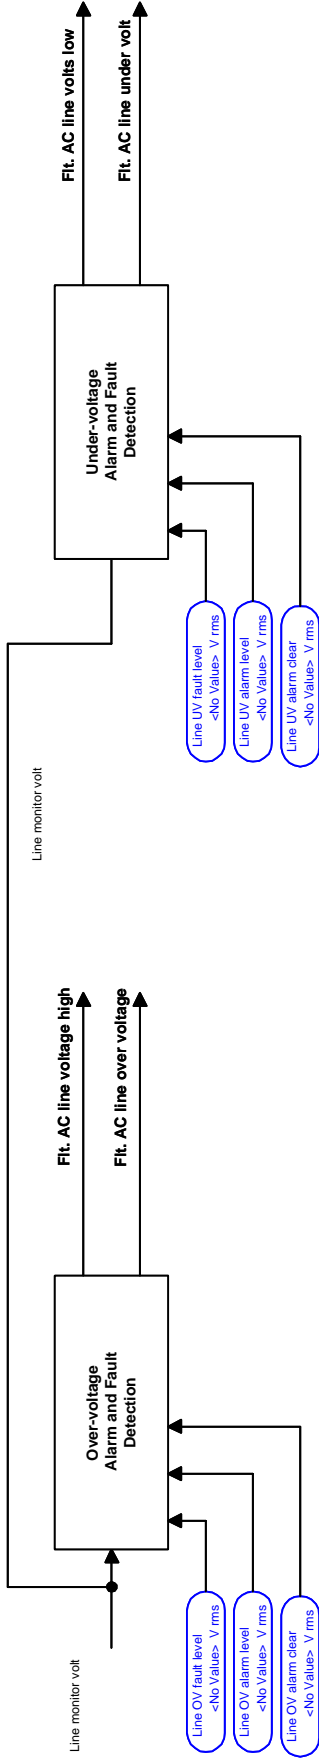 Line monitor volt
Over-voltage
Alarm and Fault
Detection
Flt. AC line voltage high
Flt. AC line over voltage
Line OV fault level
<No Value> V rms
Line OV alarm level
<No Value> V rms
Line OV alarm clear
<No Value> V rms
Line monitor volt
Under-voltage
Alarm and Fault
Detection
Flt. AC line volts low
Flt. AC line under volt
Line UV fault level
<No Value> V rms
Line UV alarm level
<No Value> V rms
Line UV alarm clear
<No Value> V rms